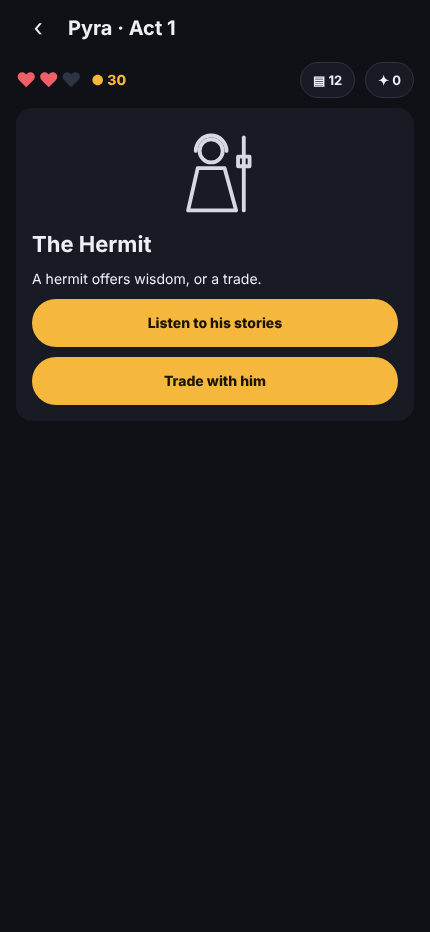 ‹ Pyra · Act 1
30
▤ 12
✦ 0
The Hermit
A hermit offers wisdom, or a trade.
Listen to his stories
Trade with him